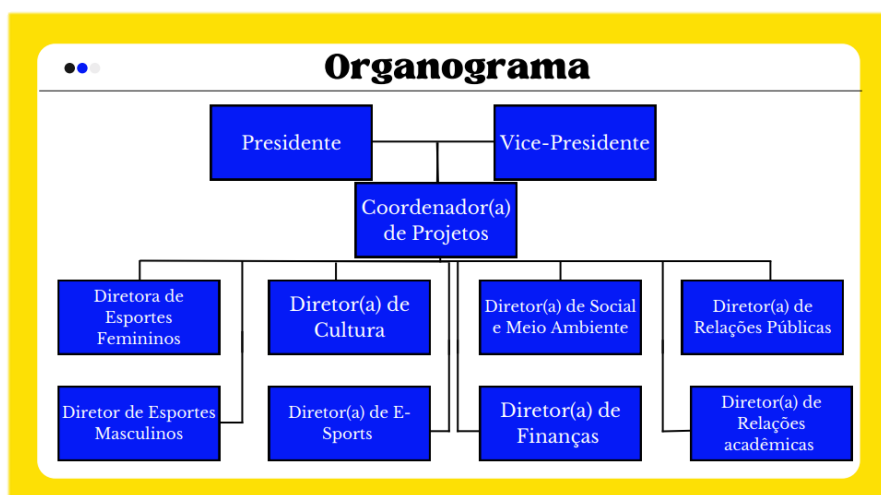 Organograma
Presidente
Vice-Presidente
Coordenador(a)
de Projetos
Diretora de
Esportes
Femininos
Diretor(a) de
Cultura
Diretor(a) de Social
e Meio Ambiente
Diretor(a) de
Relações Públicas
Diretor de Esportes
Masculinos
Diretor(a) de E-
Sports
Diretor(a) de
Finanças
Diretor(a) de
Relações
acadêmicas